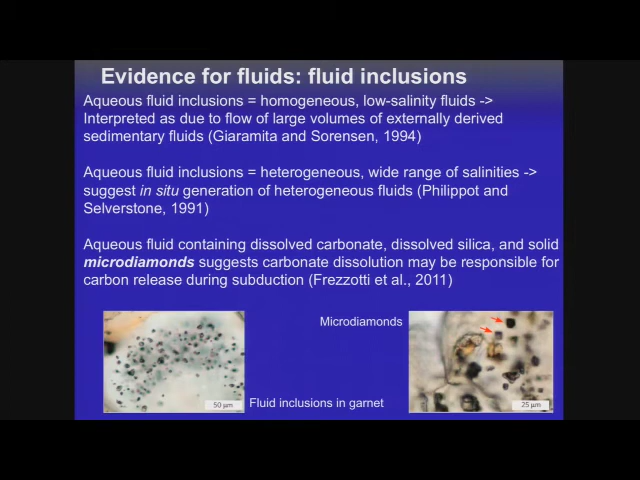 Evidence for fluids: fluid inclusions
Aqueous fluid inclusions = homogeneous, low-salinity fluids ->
Interpreted as due to flow of large volumes of externally derived
sedimentary fluids (Giaramita and Sorensen, 1994)
Aqueous fluid inclusions = heterogeneous, wide range of salinities ->
suggest in situ generation of heterogeneous fluids (Philippot and
Selverstone, 1991)
Aqueous fluid containing dissolved carbonate, dissolved silica, and solid
microdiamonds suggests carbonate dissolution may be responsible for
carbon release during subduction (Frezzotti et al., 2011)
Microdiamonds
50 µm
Fluid inclusions in garnet
25 µm